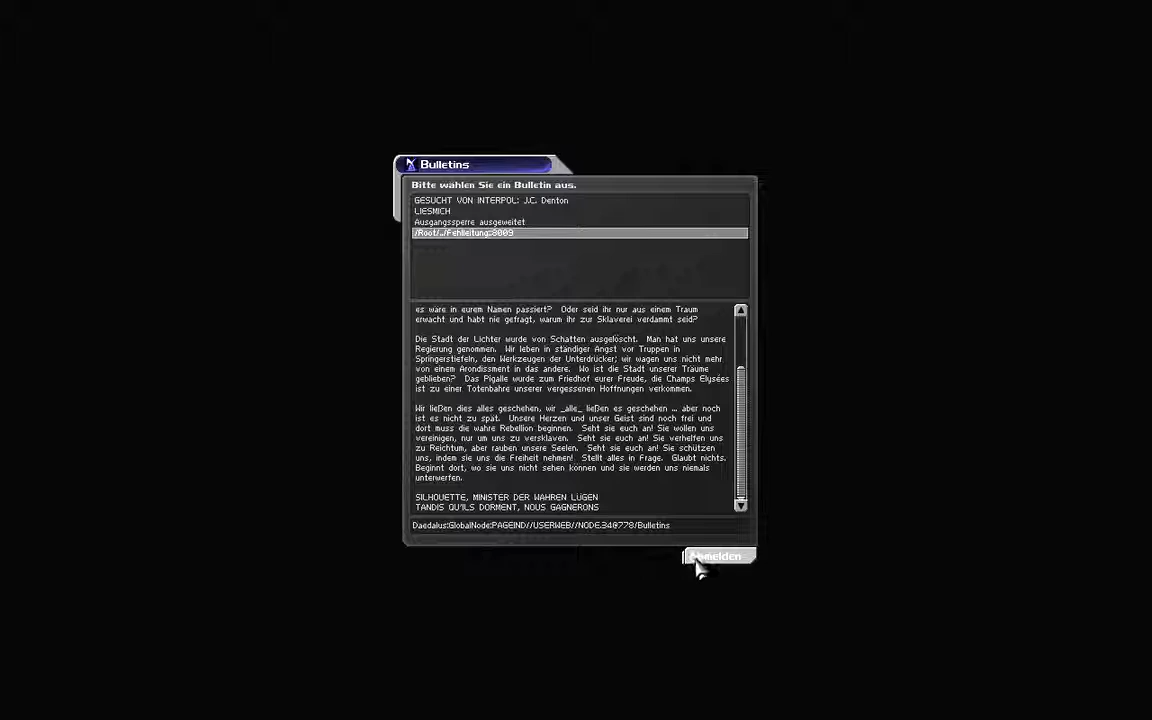 Bulletins
Bitte wählen Sie ein Bulletin aus.
GESUCHT VON INTERPOL: J.C. Denton
LIESMICH
Ausgangssperre ausgeweitet
/Root/../Fehlleitung:8009
es wäre in eurem Namen passiert? Oder seid ihr nur aus einem Traum
erwacht und habt nie gefragt, warum ihr zur Sklaverei verdammt seid?
Die Stadt der Lichter wurde von Schatten ausgelöscht. Man hat uns unsere
Regierung genommen. Wir leben in ständiger Angst vor Truppen in
Springerstiefeln, den Werkzeugen der Unterdrücker; wir wagen uns nicht mehr
von einem Arondissment in das andere. Wo ist die Stadt unserer Träume
geblieben? Das Pigalle wurde zum Friedhof eurer Freude, die Champs Elysées
ist zu einer Totenbahre unserer vergessenen Hoffnungen verkommen.
Wir ließen dies alles geschehen, wir _alle_ ließen es geschehen ... aber noch
ist es nicht zu spät. Unsere Herzen und unser Geist sind noch frei und
dort muss die wahre Rebellion beginnen. Seht sie euch an! Sie wollen uns
vereinigen, nur um uns zu versklaven. Seht sie euch an! Sie verhelfen uns
zu Reichtum, aber rauben unsere Seelen. Seht sie euch an! Sie schützen
uns, indem sie uns die Freiheit nehmen! Stellt alles in Frage. Glaubt nichts.
Beginnt dort, wo sie uns nicht sehen können und sie werden uns niemals
unterwerfen.
SILHOUETTE, MINISTER DER WAHREN LÜGEN
TANDIS QU'ILS DORMENT, NOUS GAGNERONS
Daedalus:GlobalNode:PAGEIND//USERWEB//NODE.34@778/Bulletins
Abmelden